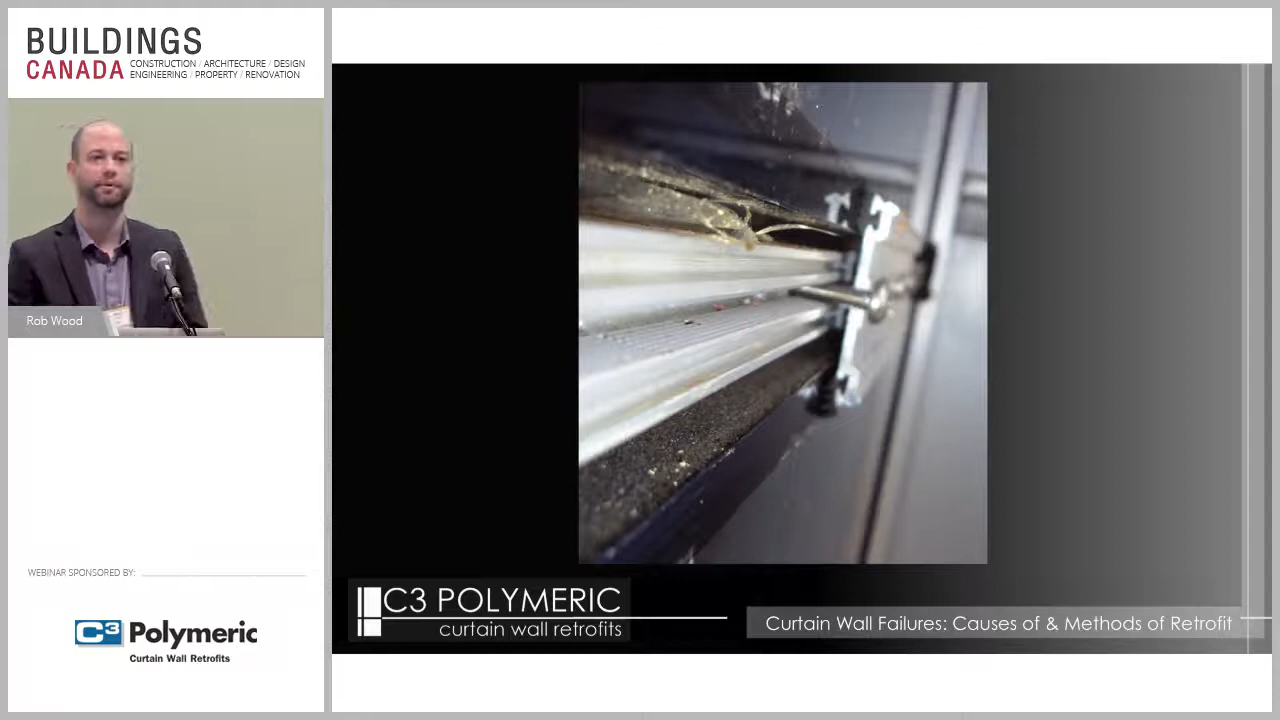 BUILDINGS
CANADA CONSTRUCTION / ARCHITECTURE / DESIGN
ENGINEERING / PROPERTY / RENOVATION
Rob Wood
WEBINAR SPONSORED BY:
C3 Polymeric
Curtain Wall Retrofits
C3 POLYMERIC
curtain wall retrofits
Curtain Wall Failures: Causes of & Methods of Retrofit